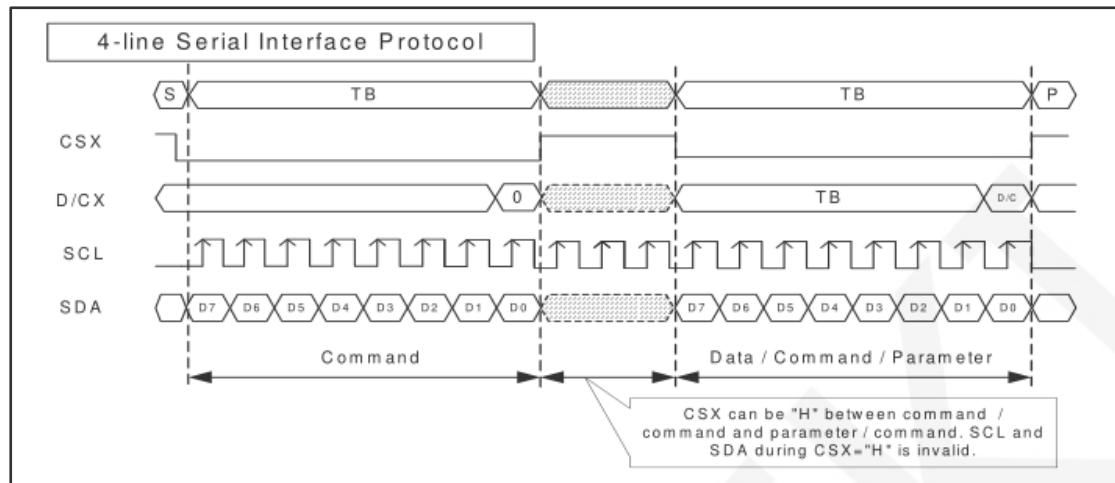 4-line Serial Interface Protocol
S TB TB P
CSX
D/CX 0 TB D/C
SCL
SDA D7 D6 D5 D4 D3 D2 D1 D0 D7 D6 D5 D4 D3 D2 D1 D0
Command Data / Command / Parameter
CSX can be "H" between command /
command and parameter / command. SCL and
SDA during CSX="H" is invalid.